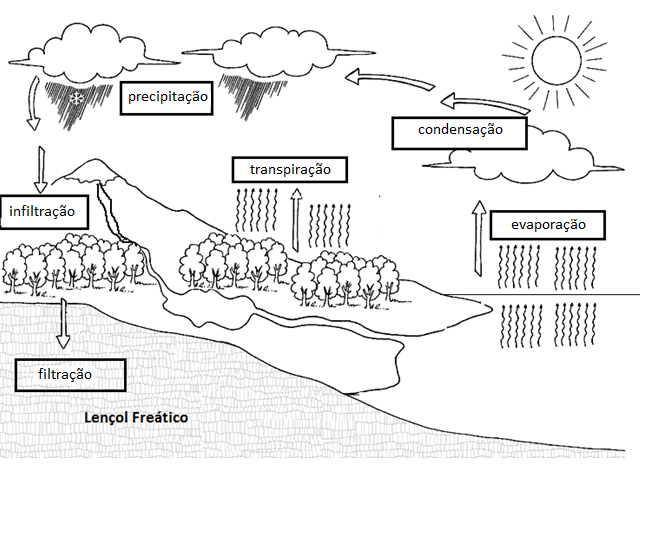 precipitação
condensação
transpiração
infiltração
evaporação
filtração
Lençol Freático